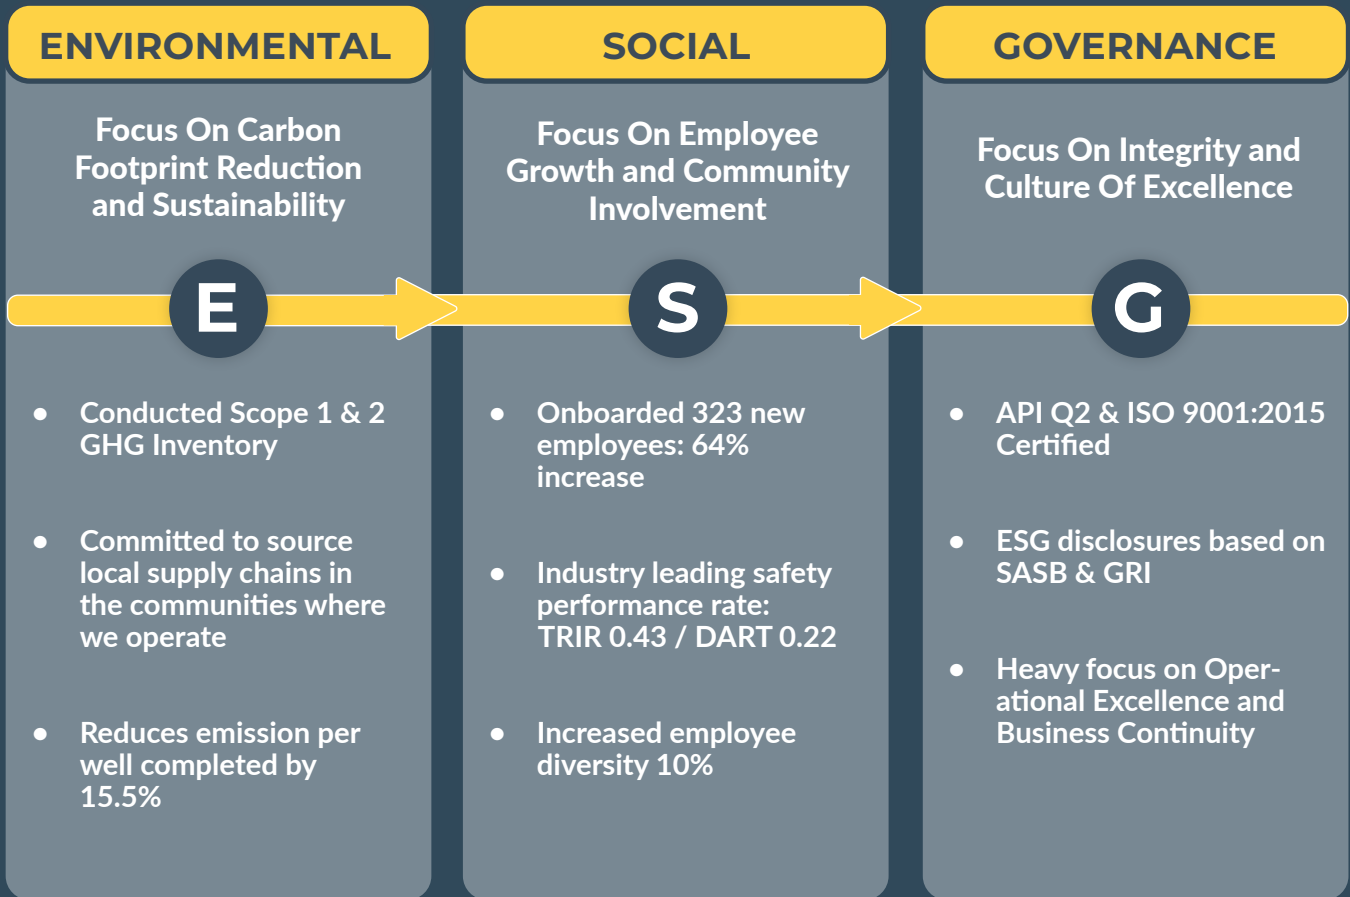 ENVIRONMENTAL
Focus On Carbon
Footprint Reduction
and Sustainability
E
● Conducted Scope 1 & 2
GHG Inventory
● Committed to source
local supply chains in
the communities where
we operate
● Reduces emission per
well completed by
15.5%
SOCIAL
Focus On Employee
Growth and Community
Involvement
S
● Onboarded 323 new
employees: 64%
increase
● Industry leading safety
performance rate:
TRIR 0.43 / DART 0.22
● Increased employee
diversity 10%
GOVERNANCE
Focus On Integrity and
Culture Of Excellence
G
● API Q2 & ISO 9001:2015
Certified
● ESG disclosures based on
SASB & GRI
● Heavy focus on Oper-
ational Excellence and
Business Continuity